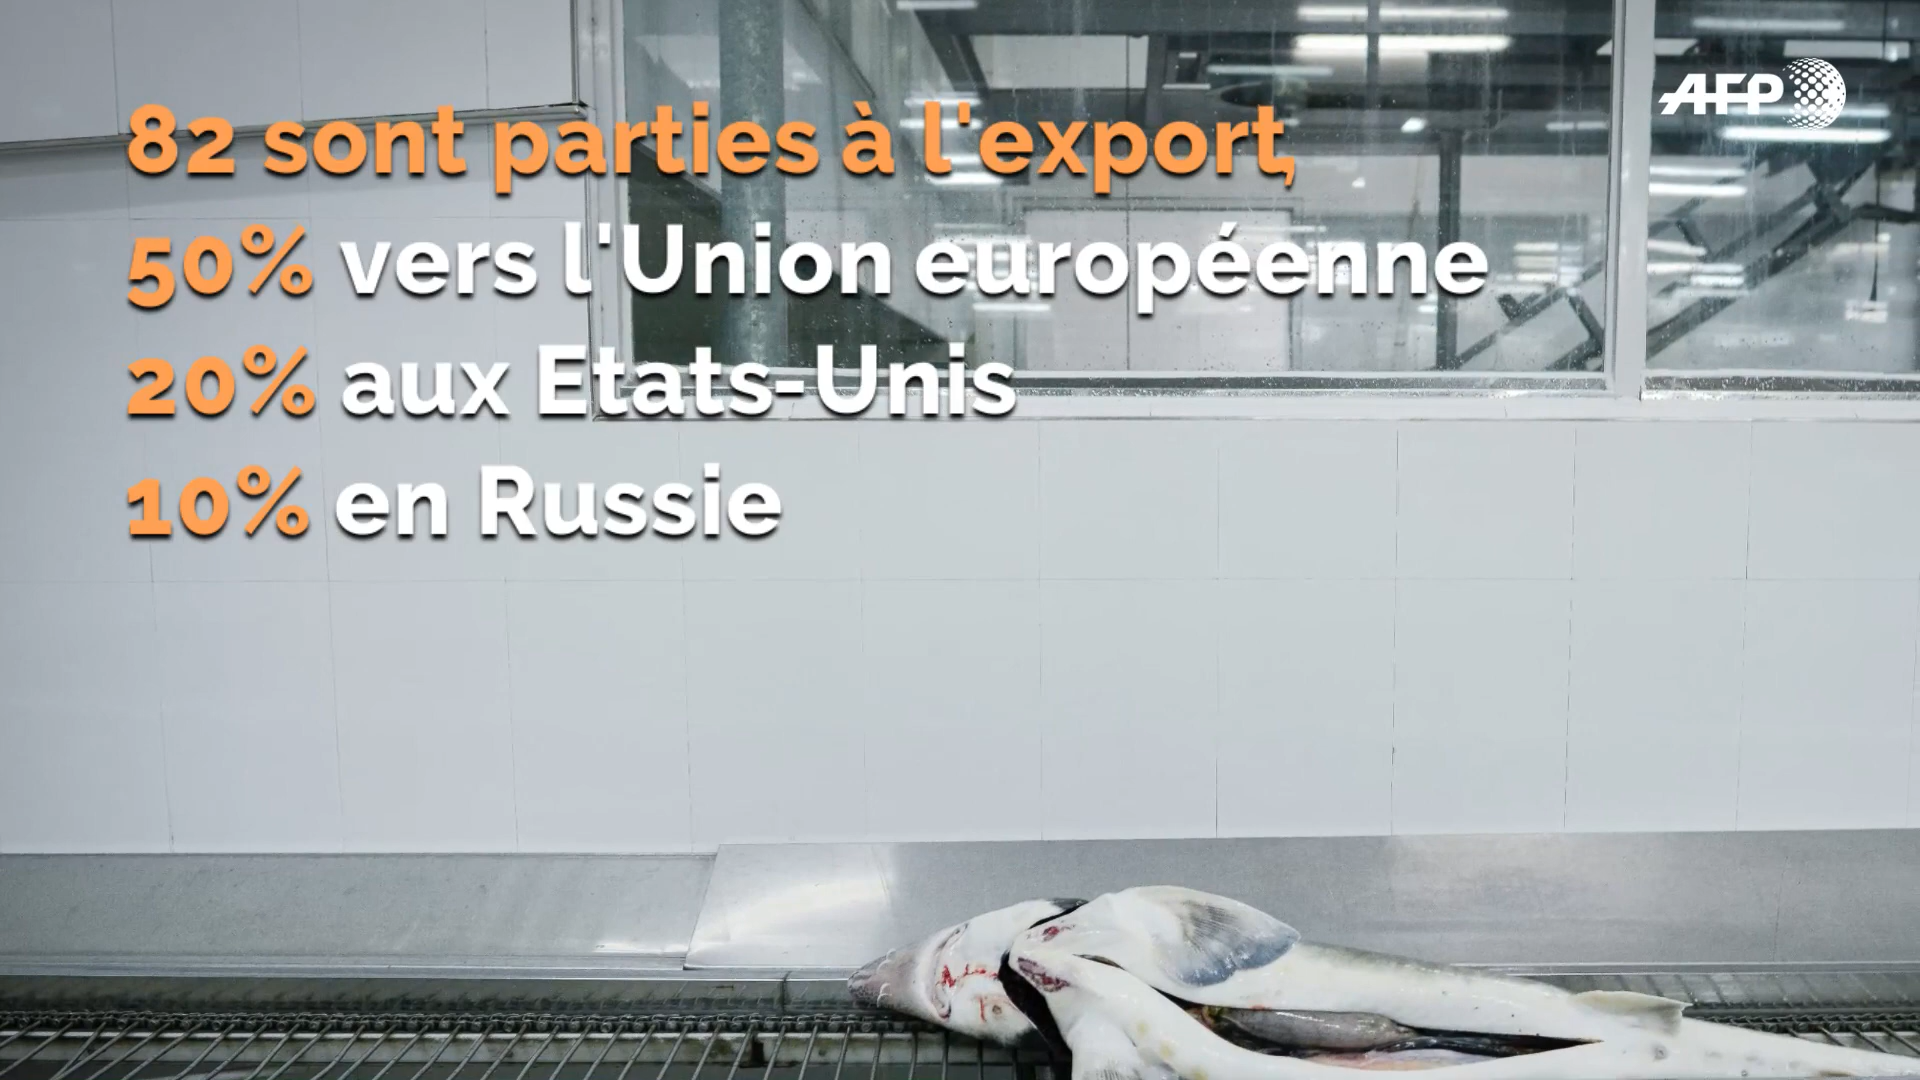 82 sont parties à l'export,
50% vers l'Union européenne
20% aux Etats-Unis
10% en Russie
AFP